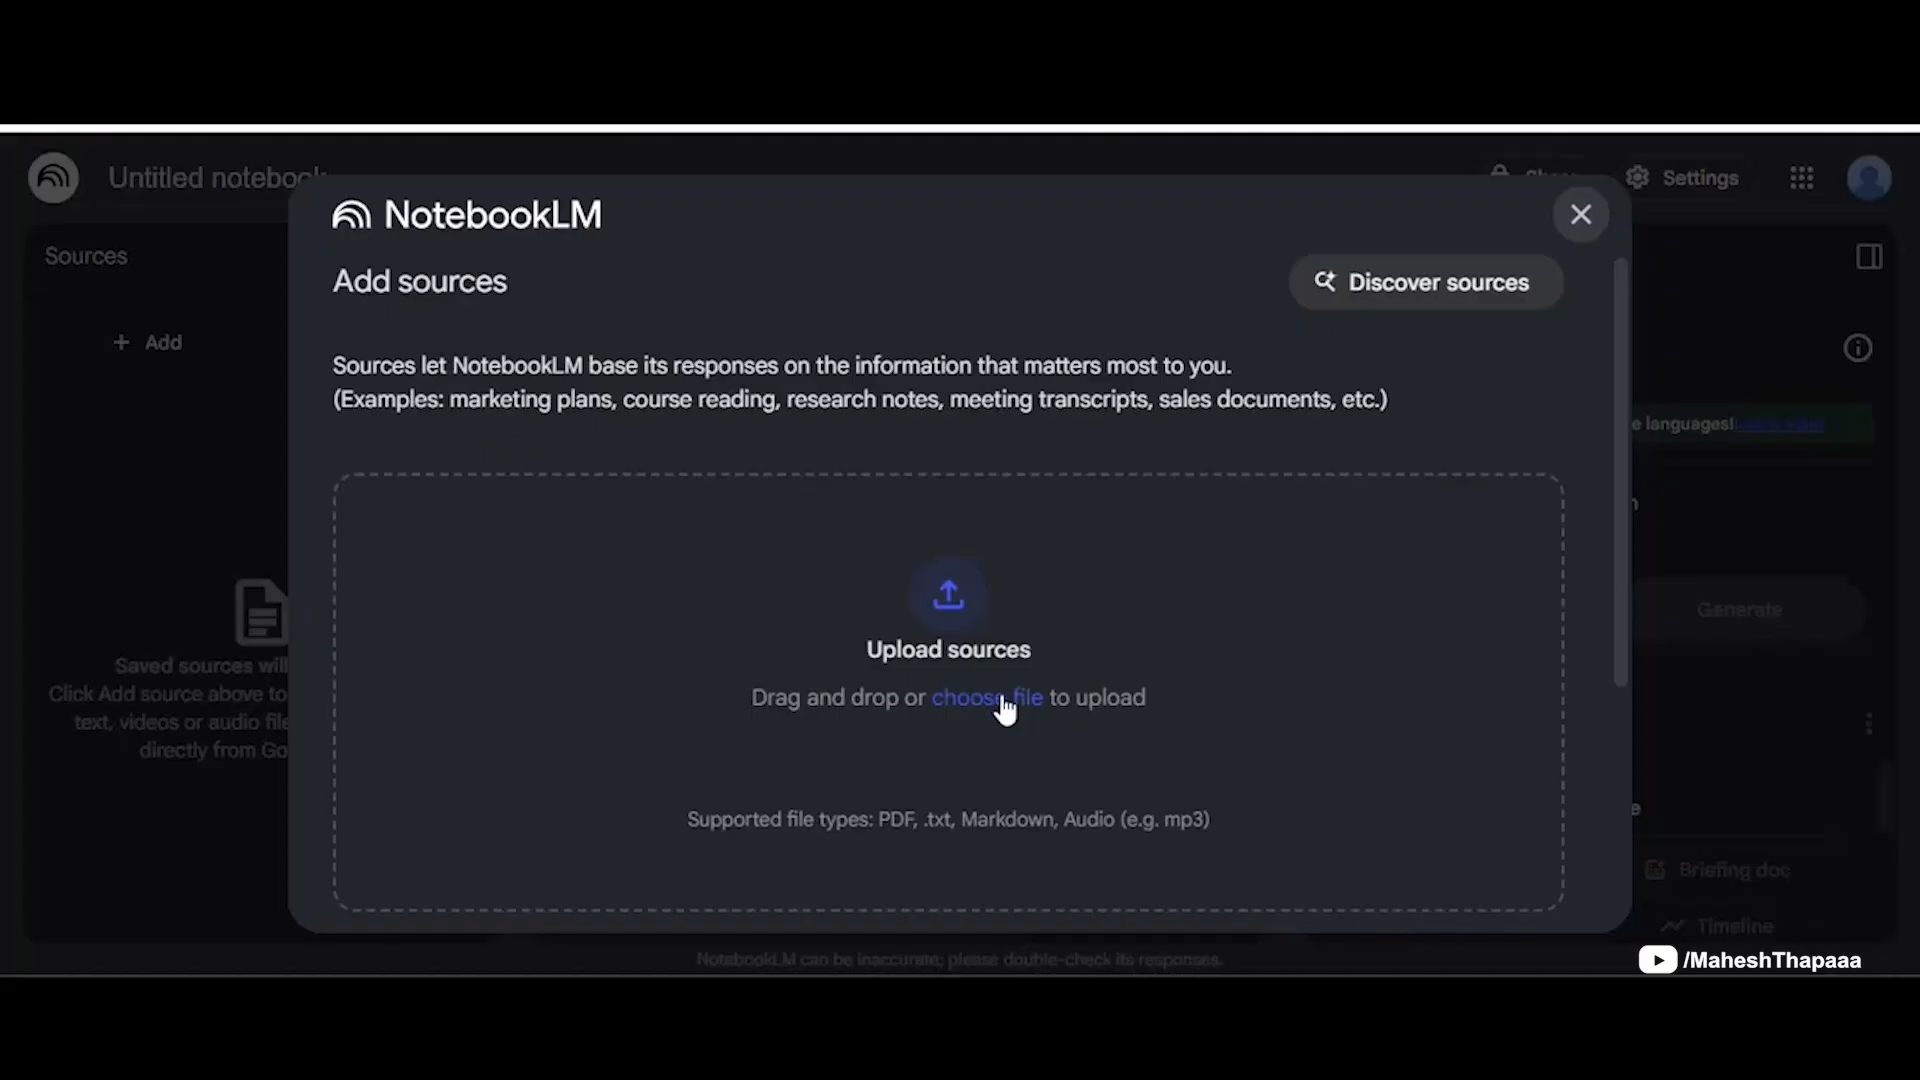 Untitled notebook
Settings
NotebookLM
Sources
Add sources
Discover sources
+ Add
Sources let NotebookLM base its responses on the information that matters most to you.
(Examples: marketing plans, course reading, research notes, meeting transcripts, sales documents, etc.)
e languages!
Generate
Upload sources
Saved sources will
Click Add source above to
Drag and drop or choose file to upload
text, videos or audio file
directly from Go
Supported file types: PDF, .txt, Markdown, Audio (e.g. mp3)
Briefing doc
Timeline
NotebookLM can be inaccurate; please double-check its responses.
/MaheshThapaaa